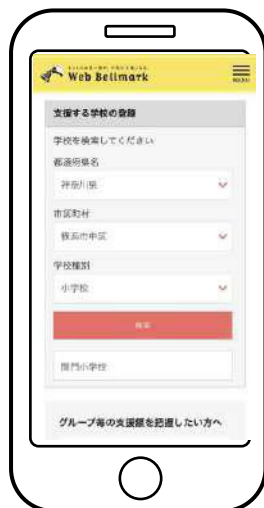 Web Bellmark
MENU
支援する学校の登録
学校を検索してください
都道府県名
神奈川県
市区町村
横浜市中区
学校種別
小学校
検索
間門小学校
グループ毎の支援額を把握したい方へ